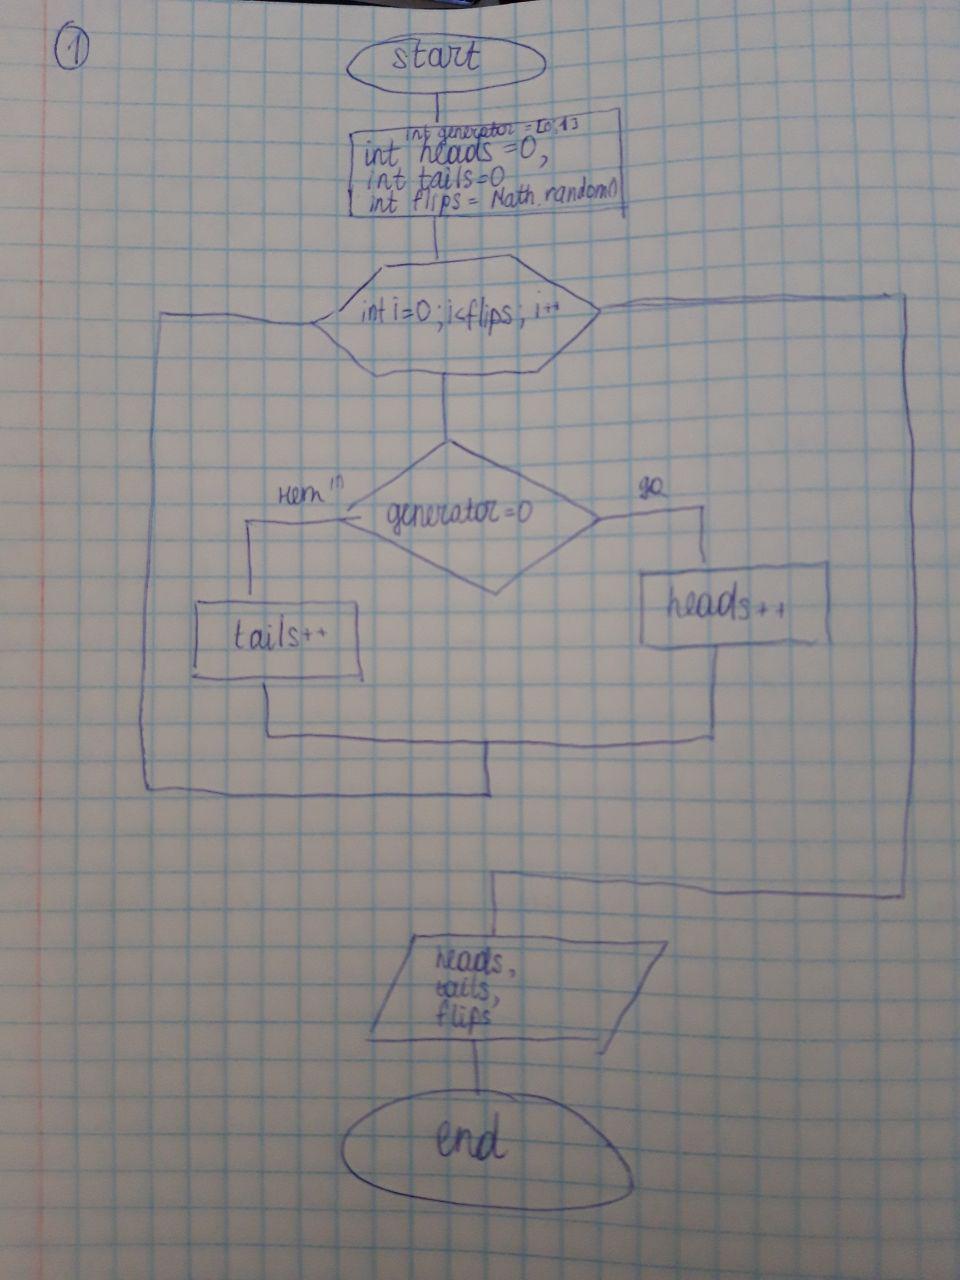 1
start
int generator = [0;1]
int heads = 0,
int tails=0
int flips = Math.random()
int i=0; i<flips; i++
нет
да
generator=0
heads++
tails++
heads,
tails,
flips
end